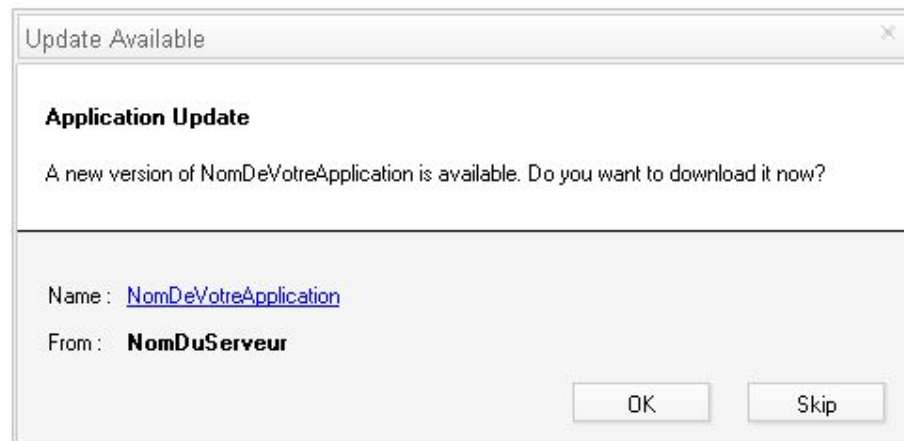 Update Available
Application Update
A new version of NomDeVotreApplication is available. Do you want to download it now?
Name : NomDeVotreApplication
From : NomDuServeur
OK Skip